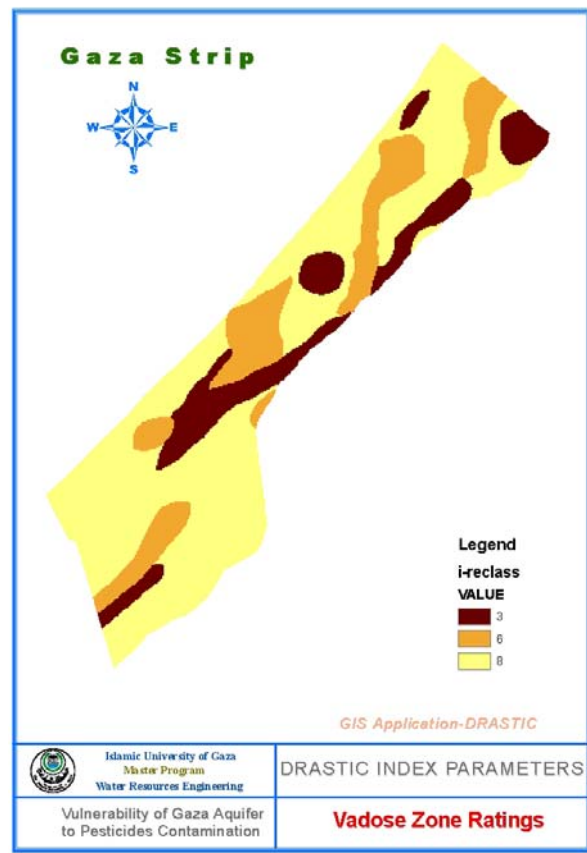 Gaza Strip
N
W E
S
Legend
i-reclass
VALUE
3
6
8
GIS Application-DRASTIC
Islamic University of Gaza
Master Program
Water Resources Engineering
DRASTIC INDEX PARAMETERS
Vulnerability of Gaza Aquifer
to Pesticides Contamination
Vadose Zone Ratings